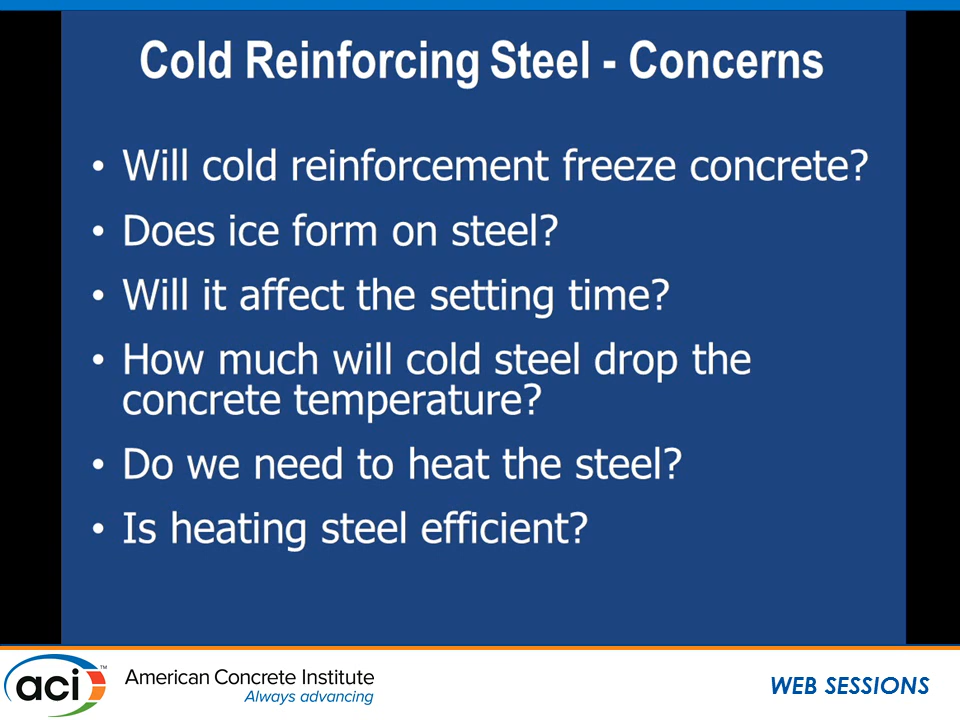 Cold Reinforcing Steel - Concerns
• Will cold reinforcement freeze concrete?
• Does ice form on steel?
• Will it affect the setting time?
• How much will cold steel drop the
concrete temperature?
• Do we need to heat the steel?
• Is heating steel efficient?
aci™
American Concrete Institute
Always advancing
WEB SESSIONS